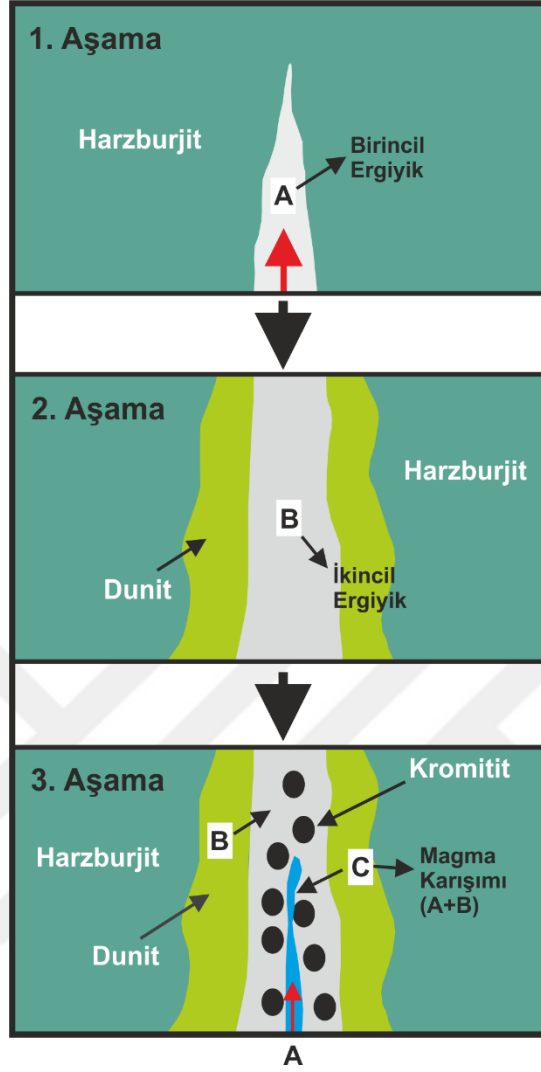 1. Aşama
Harzburjit
Birincil
Ergiyik
A
2. Aşama
Harzburjit
B
Dunit
İkincil
Ergiyik
3. Aşama
Kromitit
B
Harzburjit
C
Magma
Karışımı
(A+B)
Dunit
A